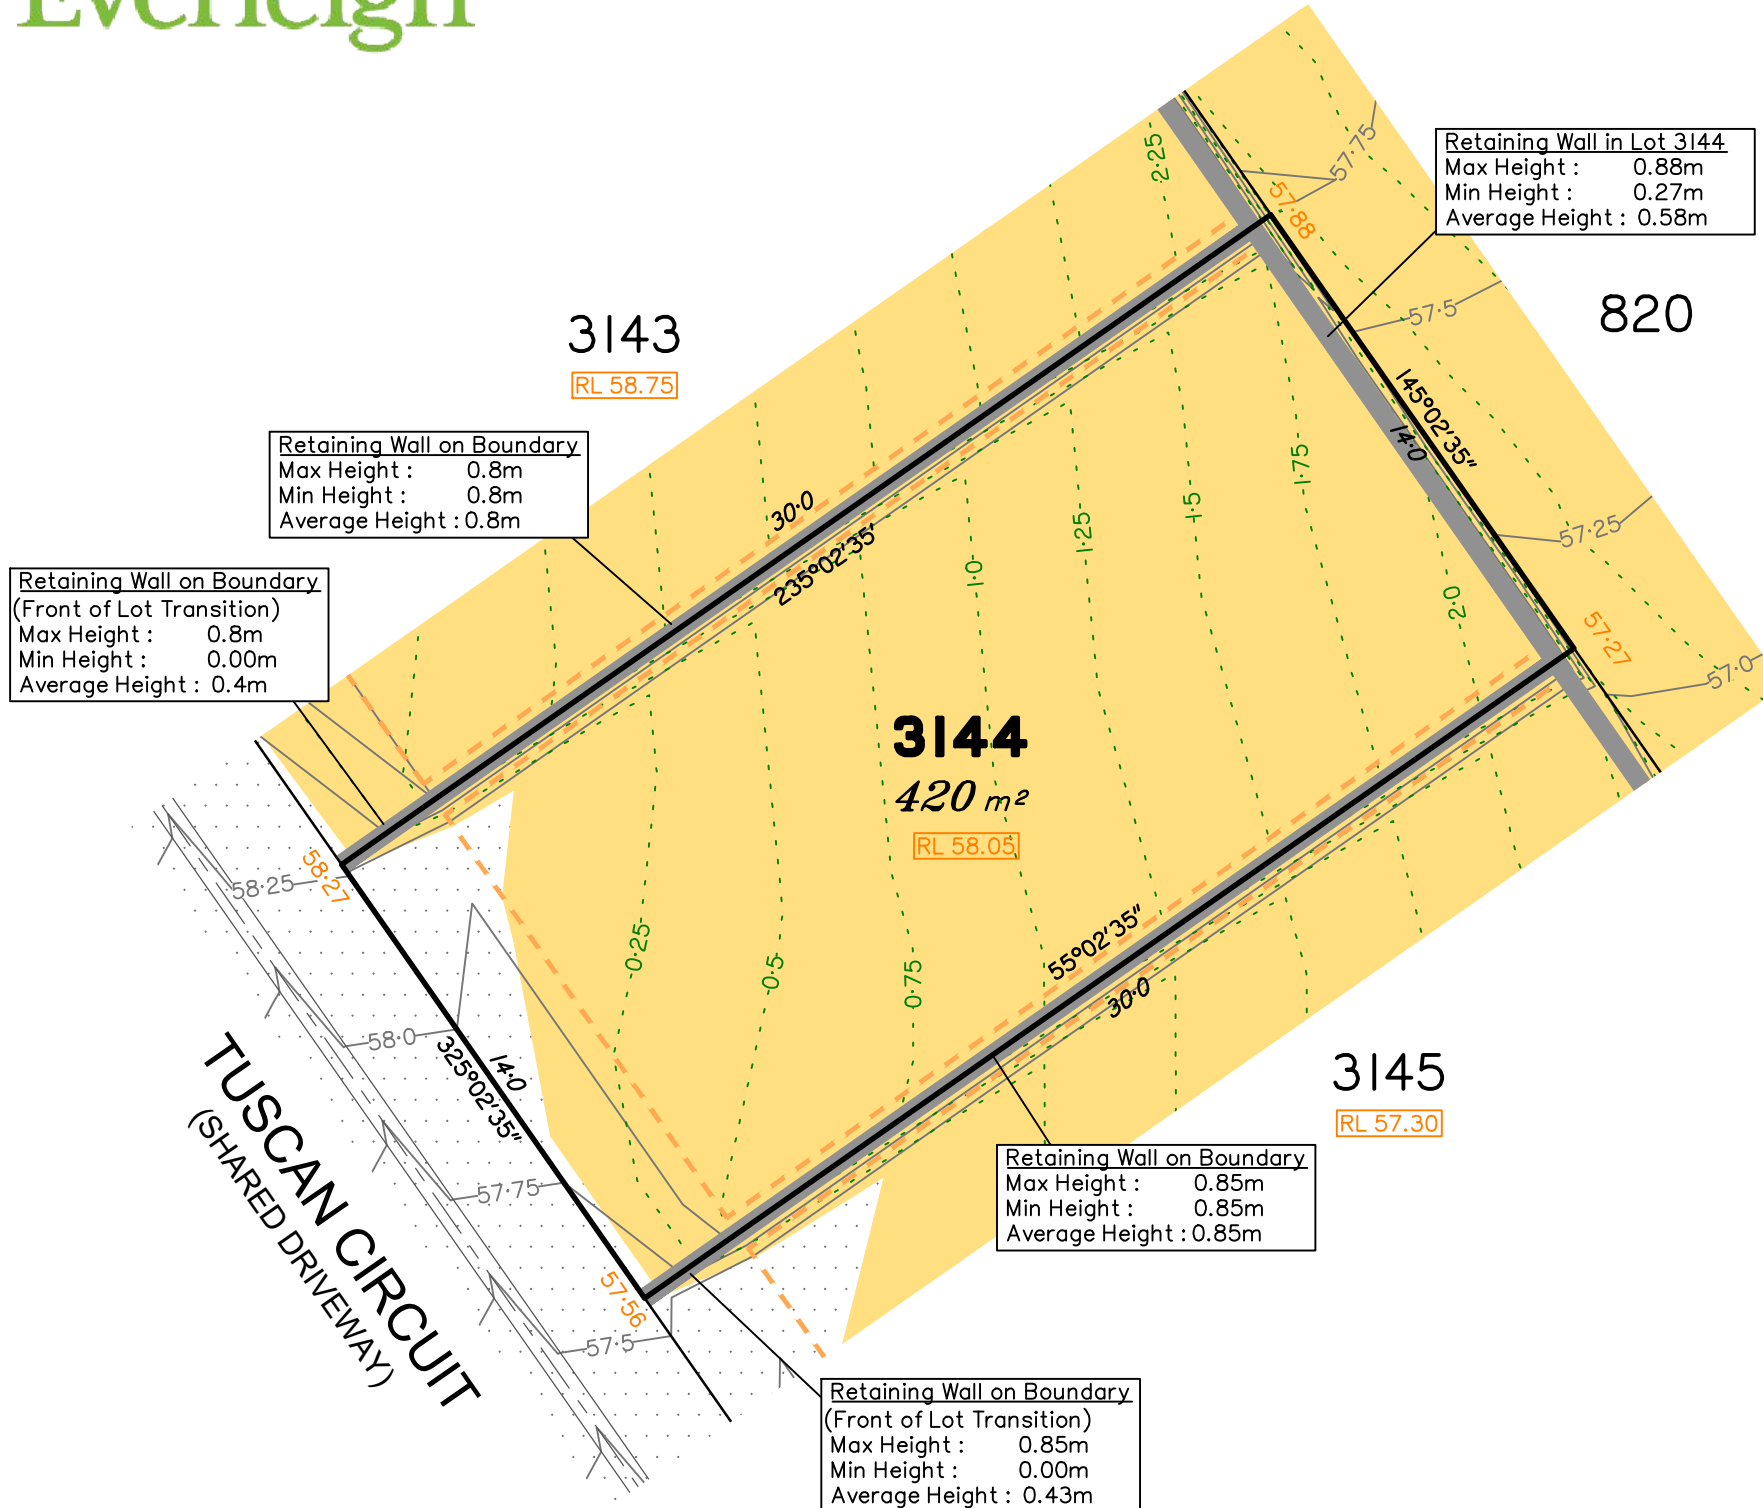 Everleigh
Retaining Wall in Lot 3144
Max Height : 0.88m
Min Height : 0.27m
Average Height : 0.58m
820
3143
RL 58.75
Retaining Wall on Boundary
Max Height : 0.8m
Min Height : 0.8m
Average Height : 0.8m
Retaining Wall on Boundary
(Front of Lot Transition)
Max Height : 0.8m
Min Height : 0.00m
Average Height : 0.4m
2·25
57·75
57·88
57·5
145°02'35"
14·0
57·25
57·27
57·0
30·0
235°02'35'
1·0
1·25
1·5
1·75
2·0
3144
420 m²
RL 58.05
58·25
58·27
0·25
0·5
0·75
55°02'35"
30·0
58·0
14·0
325°02'35"
57·75
57·56
57·5
TUSCAN CIRCUIT
(SHARED DRIVEWAY)
3145
RL 57.30
Retaining Wall on Boundary
Max Height : 0.85m
Min Height : 0.85m
Average Height : 0.85m
Retaining Wall on Boundary
(Front of Lot Transition)
Max Height : 0.85m
Min Height : 0.00m
Average Height : 0.43m